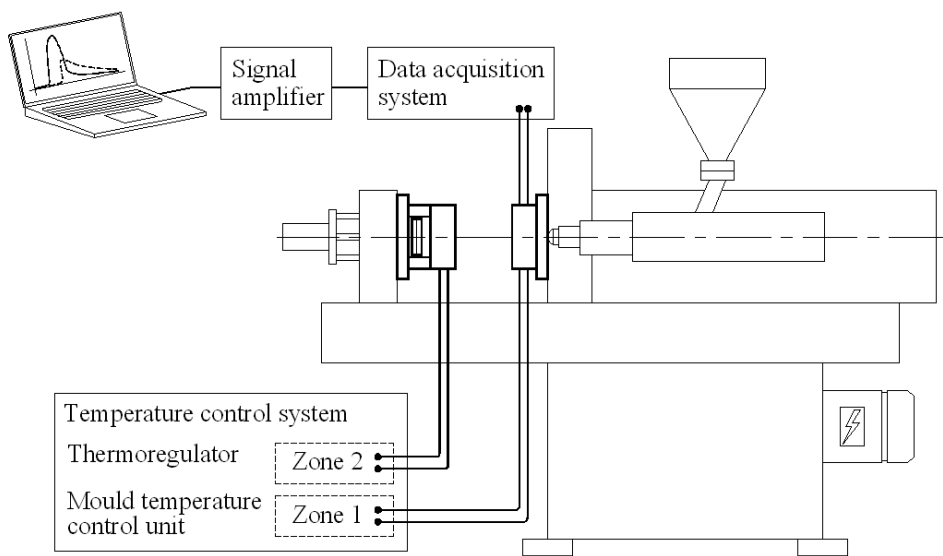 Signal
amplifier
Data acquisition
system
Temperature control system
Thermoregulator
Zone 2
Mould temperature
control unit
Zone 1